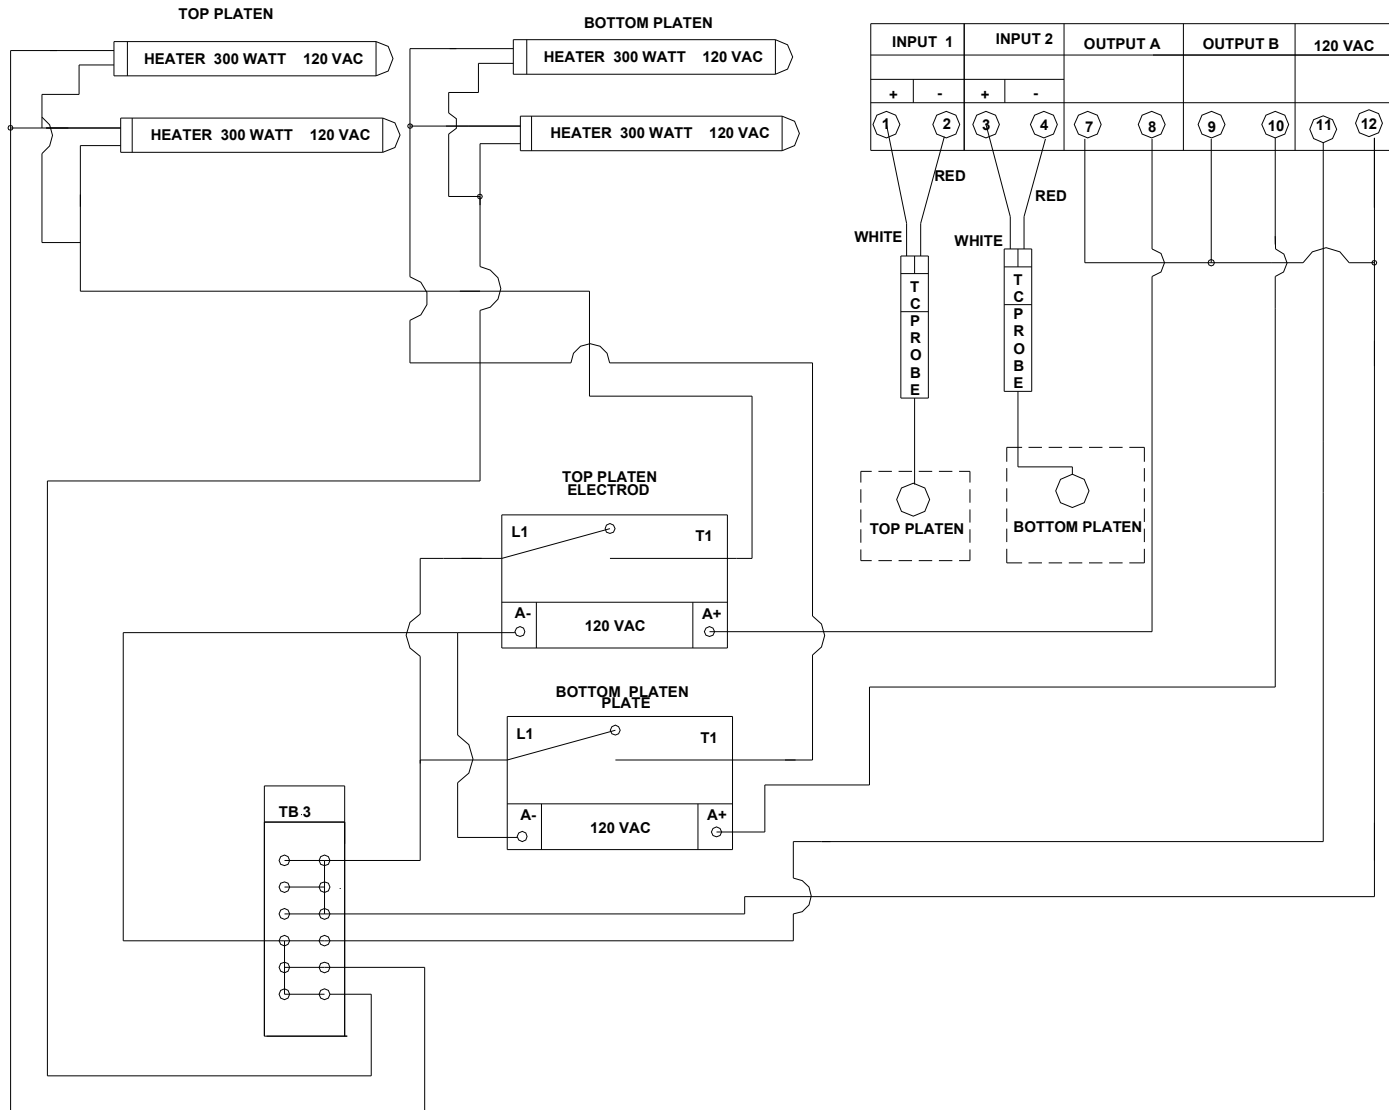 TOP PLATEN
HEATER 300 WATT 120 VAC
HEATER 300 WATT 120 VAC
BOTTOM PLATEN
HEATER 300 WATT 120 VAC
HEATER 300 WATT 120 VAC
INPUT 1
INPUT 2
OUTPUT A
OUTPUT B
120 VAC
+
-
+
-
1
2
3
4
7
8
9
10
11
12
RED
RED
WHITE
WHITE
TC PROBE
TC PROBE
TOP PLATEN
BOTTOM PLATEN
TOP PLATEN
ELECTROD
L1
T1
A-
120 VAC
A+
BOTTOM PLATEN
PLATE
L1
T1
A-
120 VAC
A+
TB 3